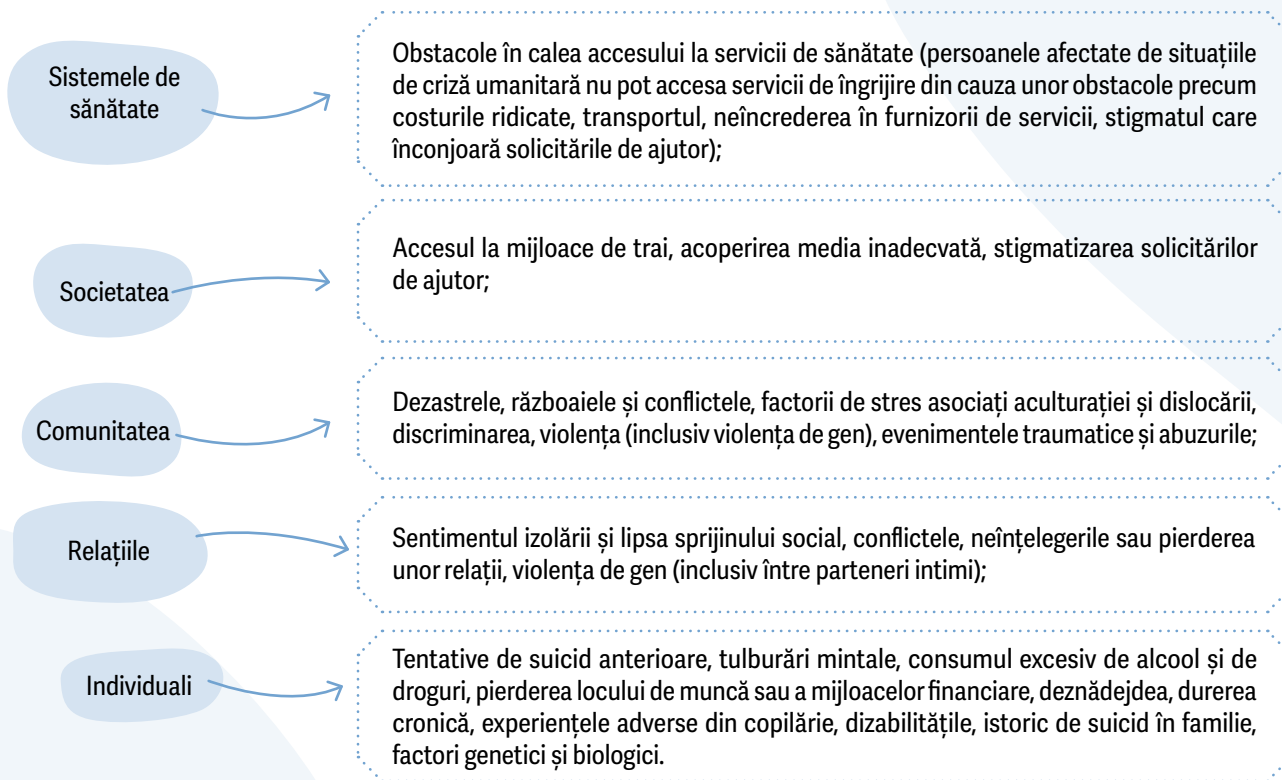 Sistemele de
sănătate
Obstacole în calea accesului la servicii de sănătate (persoanele afectate de situațiile
de criză umanitară nu pot accesa servicii de îngrijire din cauza unor obstacole precum
costurile ridicate, transportul, neîncrederea în furnizorii de servicii, stigmatul care
înconjoară solicitările de ajutor);
Societatea
Accesul la mijloace de trai, acoperirea media inadecvată, stigmatizarea solicitărilor
de ajutor;
Comunitatea
Dezastrele, războaiele și conflictele, factorii de stres asociați aculturației și dislocării,
discriminarea, violența (inclusiv violența de gen), evenimentele traumatice și abuzurile;
Relațiile
Sentimentul izolării și lipsa sprijinului social, conflictele, neînțelegerile sau pierderea
unor relații, violența de gen (inclusiv între parteneri intimi);
Individuali
Tentative de suicid anterioare, tulburări mintale, consumul excesiv de alcool și de
droguri, pierderea locului de muncă sau a mijloacelor financiare, deznădejdea, durerea
cronică, experiențele adverse din copilărie, dizabilitățile, istoric de suicid în familie,
factori genetici și biologici.